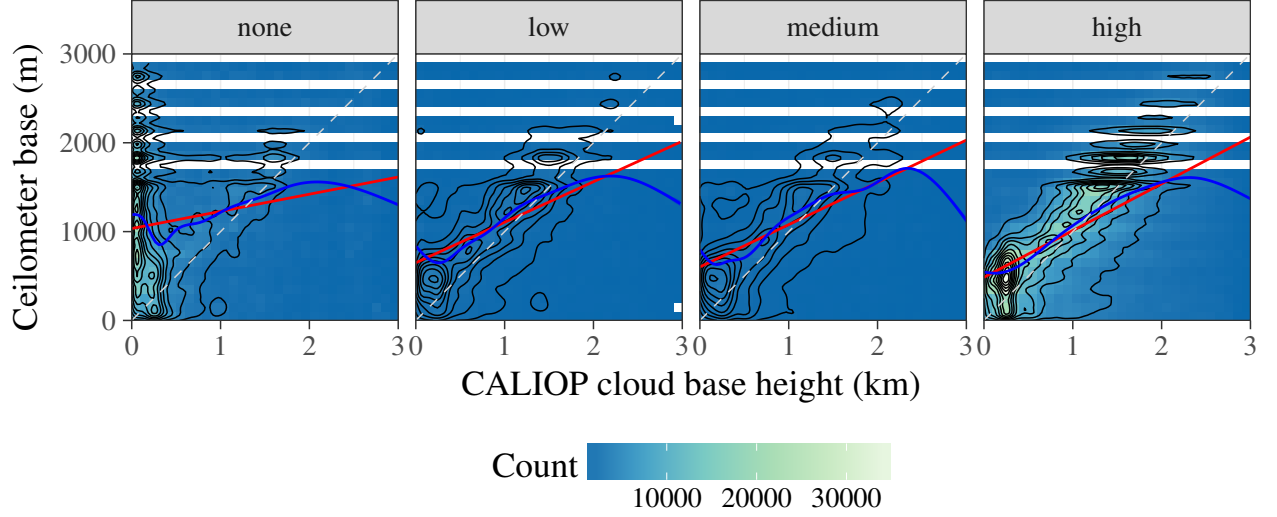 none low medium high
Ceilometer base (m)
3000
2000
1000
0
0 1 2 3 0 1 2 3 0 1 2 3 0 1 2 3
CALIOP cloud base height (km)
Count
10000 20000 30000